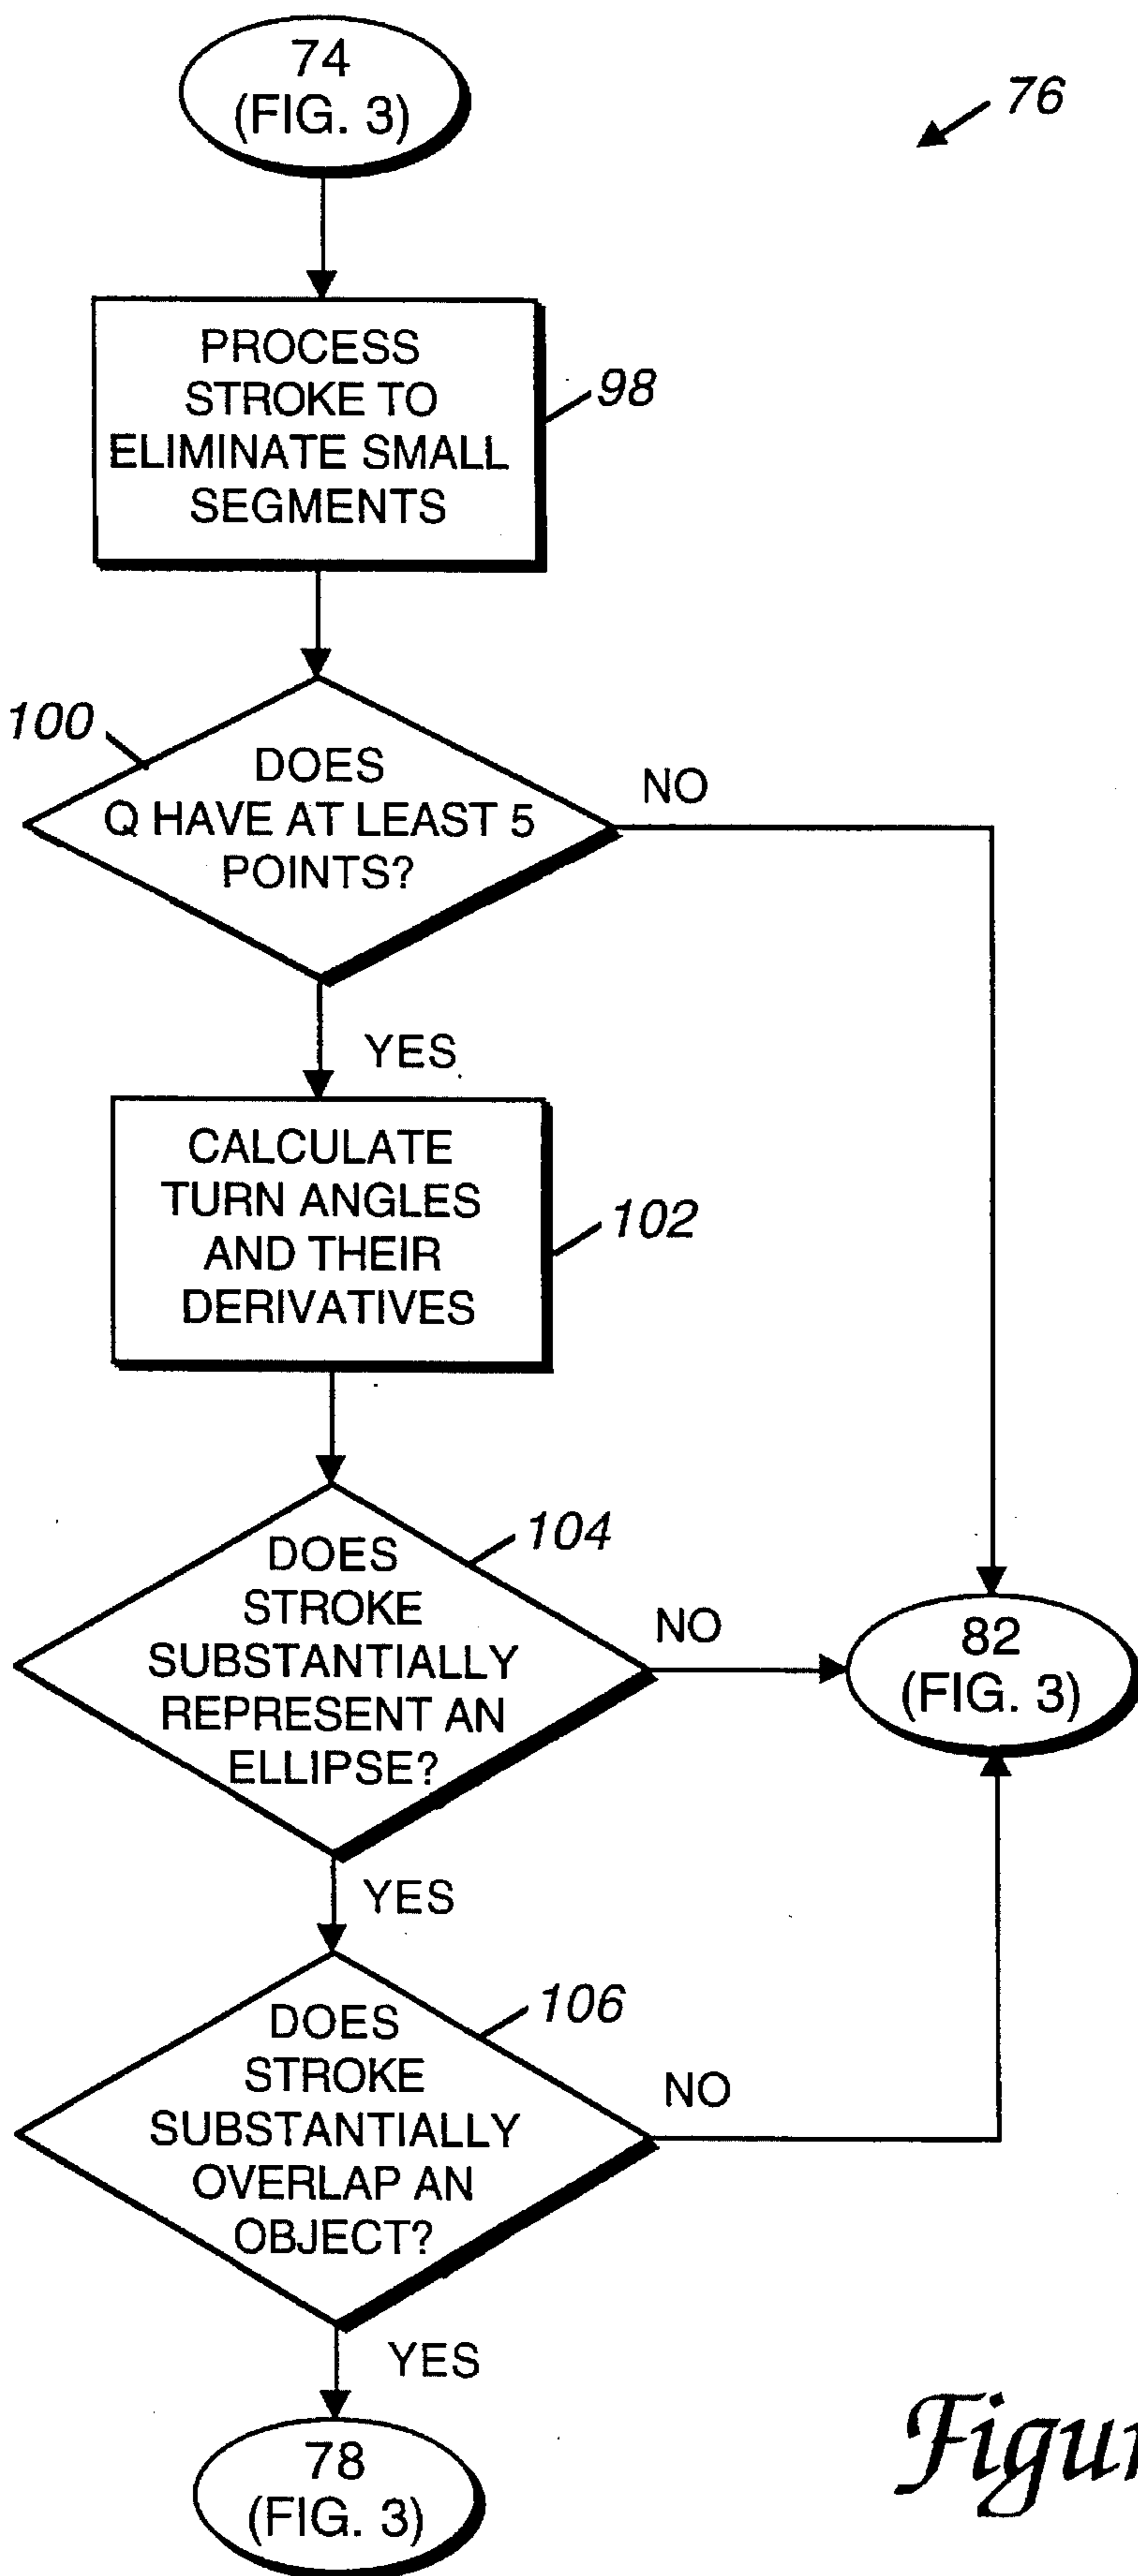 74
(FIG. 3)
76
PROCESS
STROKE TO
ELIMINATE SMALL
SEGMENTS
98
100
DOES
Q HAVE AT LEAST 5
POINTS?
NO
YES
CALCULATE
TURN ANGLES
AND THEIR
DERIVATIVES
102
DOES
STROKE
SUBSTANTIALLY
REPRESENT AN
ELLIPSE?
104
NO
82
(FIG. 3)
YES
DOES
STROKE
SUBSTANTIALLY
OVERLAP AN
OBJECT?
106
NO
YES
78
(FIG. 3)